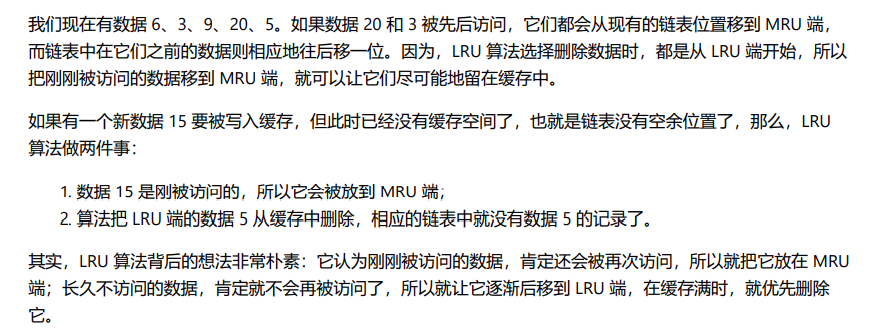 我们现在有数据 6、3、9、20、5。如果数据 20 和 3 被先后访问，它们都会从现有的链表位置移到 MRU 端，
而链表中在它们之前的数据则相应地往后移一位。因为，LRU 算法选择删除数据时，都是从 LRU 端开始，所以
把刚刚被访问的数据移到 MRU 端，就可以让它们尽可能地留在缓存中。
如果有一个新数据 15 要被写入缓存，但此时已经没有缓存空间了，也就是链表没有空余位置了，那么，LRU
算法做两件事：
1. 数据 15 是刚被访问的，所以它会被放到 MRU 端；
2. 算法把 LRU 端的数据 5 从缓存中删除，相应的链表中就没有数据 5 的记录了。
其实，LRU 算法背后的想法非常朴素：它认为刚刚被访问的数据，肯定还会被再次访问，所以就把它放在 MRU
端；长久不访问的数据，肯定就不会再被访问了，所以就让它逐渐后移到 LRU 端，在缓存满时，就优先删除
它。